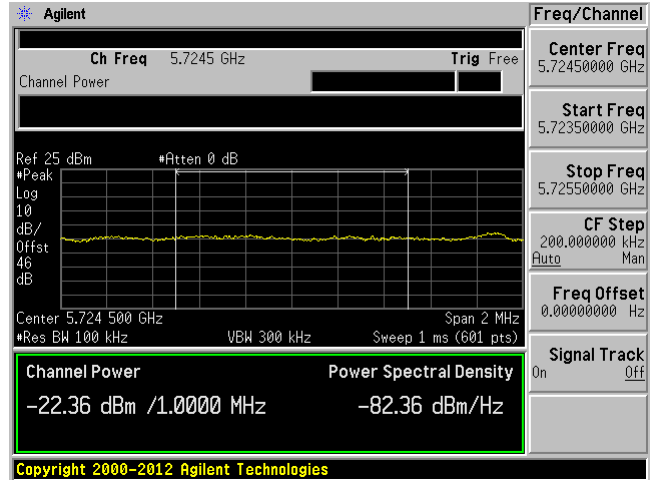 Agilent
Freq/Channel
Ch Freq 5.7245 GHz Trig Free
Channel Power
Center Freq
5.72450000 GHz
Start Freq
5.72350000 GHz
Stop Freq
5.72550000 GHz
CF Step
200.000000 kHz
Auto Man
Freq Offset
0.00000000 Hz
Signal Track
On Off
Ref 25 dBm #Atten 0 dB
#Peak
Log
10
dB/
Offst
46
dB
Center 5.724 500 GHz Span 2 MHz
#Res BW 100 kHz VBW 300 kHz Sweep 1 ms (601 pts)
Channel Power Power Spectral Density
-22.36 dBm /1.0000 MHz -82.36 dBm/Hz
Copyright 2000-2012 Agilent Technologies